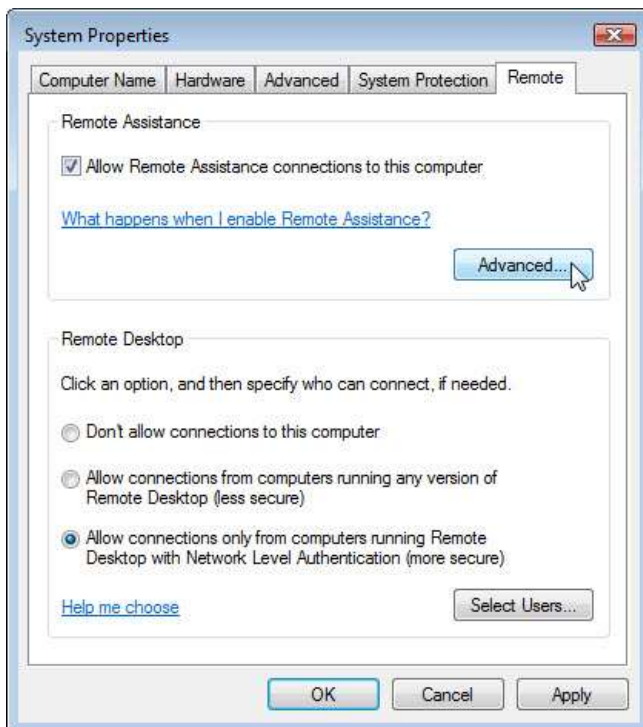 System Properties
Computer Name Hardware Advanced System Protection Remote
Remote Assistance
Allow Remote Assistance connections to this computer
What happens when I enable Remote Assistance?
Advanced...
Remote Desktop
Click an option, and then specify who can connect, if needed.
Don't allow connections to this computer
Allow connections from computers running any version of
Remote Desktop (less secure)
Allow connections only from computers running Remote
Desktop with Network Level Authentication (more secure)
Help me choose Select Users...
OK Cancel Apply